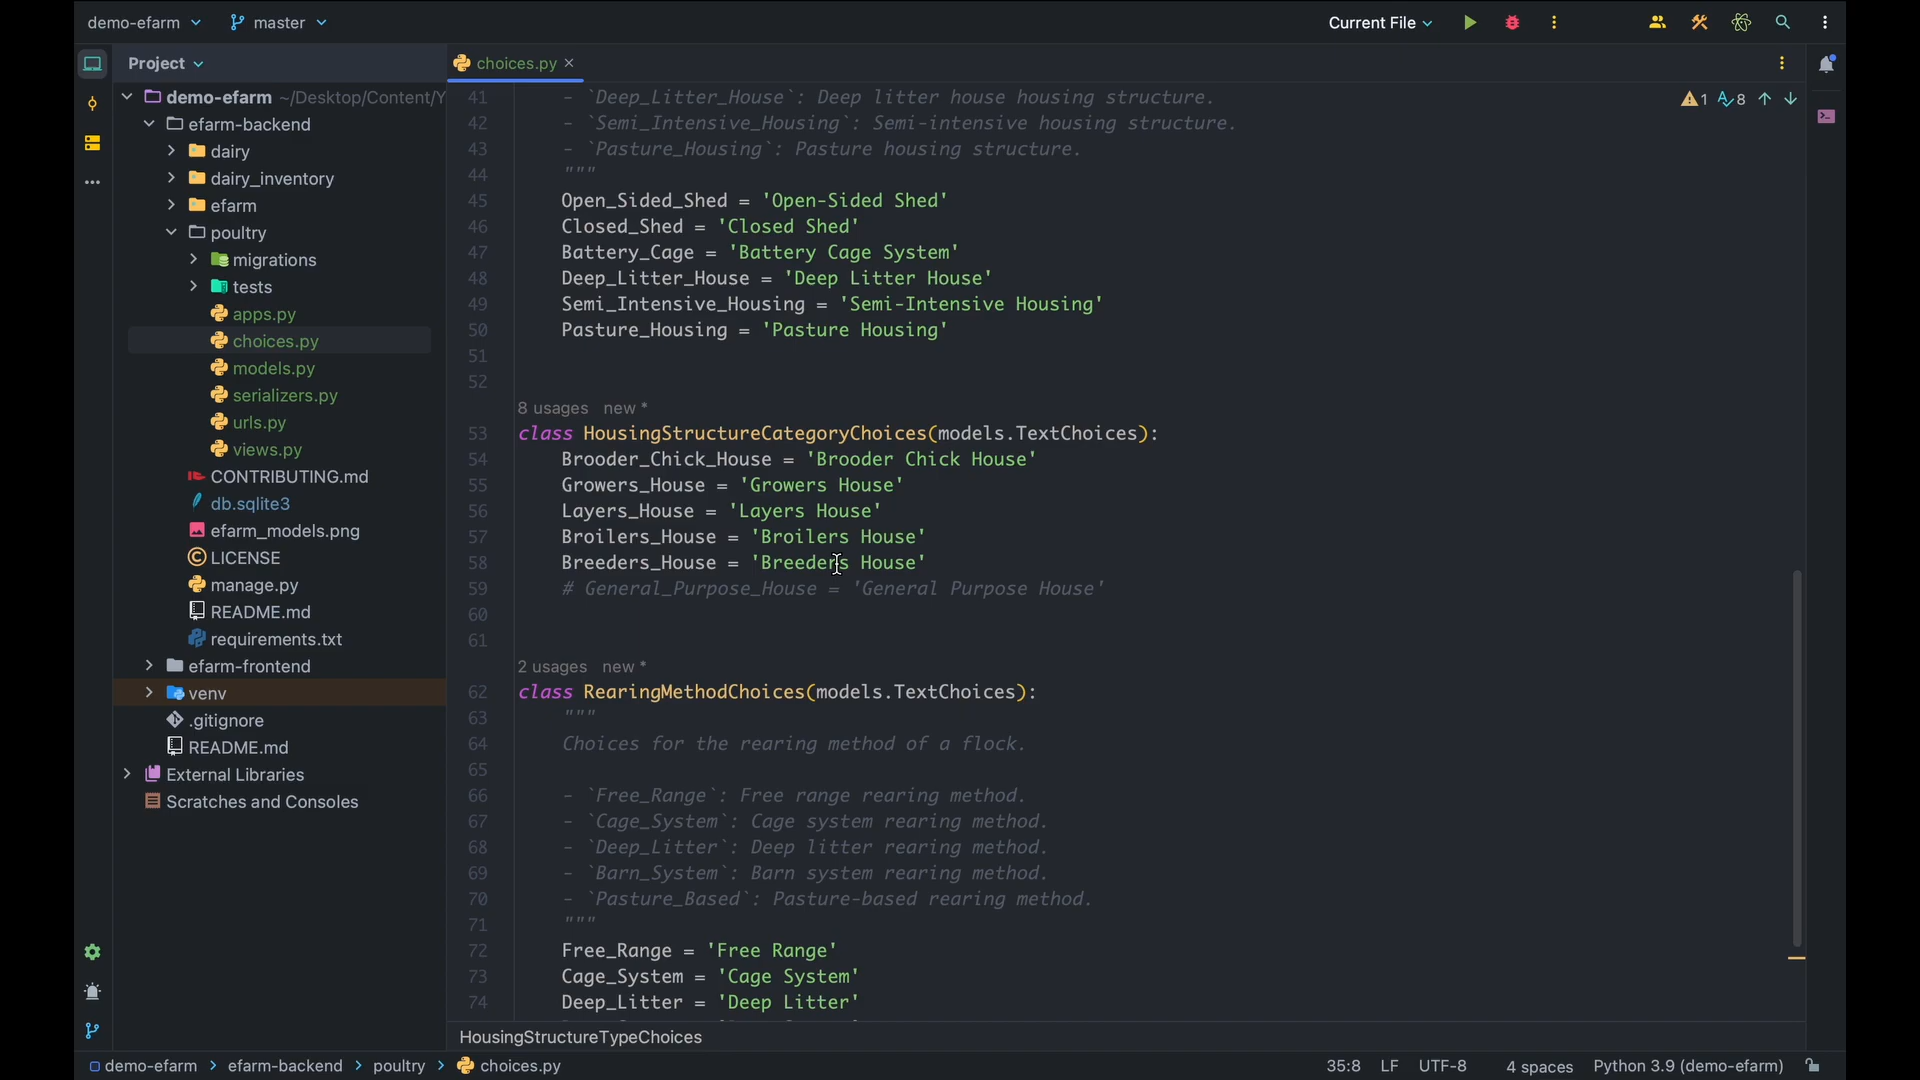 demo-efarm
master
Current File
Project
choices.py
demo-efarm ~/Desktop/Content/Y
efarm-backend
dairy
dairy_inventory
efarm
poultry
migrations
tests
apps.py
choices.py
models.py
serializers.py
urls.py
views.py
CONTRIBUTING.md
db.sqlite3
efarm_models.png
LICENSE
manage.py
README.md
requirements.txt
efarm-frontend
venv
.gitignore
README.md
External Libraries
Scratches and Consoles
1 8
41 - `Deep_Litter_House`: Deep litter house housing structure.
42 - `Semi_Intensive_Housing`: Semi-intensive housing structure.
43 - `Pasture_Housing`: Pasture housing structure.
44 """
45 Open_Sided_Shed = 'Open-Sided Shed'
46 Closed_Shed = 'Closed Shed'
47 Battery_Cage = 'Battery Cage System'
48 Deep_Litter_House = 'Deep Litter House'
49 Semi_Intensive_Housing = 'Semi-Intensive Housing'
50 Pasture_Housing = 'Pasture Housing'
51
52
8 usages new *
53 class HousingStructureCategoryChoices(models.TextChoices):
54 Brooder_Chick_House = 'Brooder Chick House'
55 Growers_House = 'Growers House'
56 Layers_House = 'Layers House'
57 Broilers_House = 'Broilers House'
58 Breeders_House = 'Breeders House'
59 # General_Purpose_House = 'General Purpose House'
60
61
2 usages new *
62 class RearingMethodChoices(models.TextChoices):
63 """
64 Choices for the rearing method of a flock.
65
66 - `Free_Range`: Free range rearing method.
67 - `Cage_System`: Cage system rearing method.
68 - `Deep_Litter`: Deep litter rearing method.
69 - `Barn_System`: Barn system rearing method.
70 - `Pasture_Based`: Pasture-based rearing method.
71 """
72 Free_Range = 'Free Range'
73 Cage_System = 'Cage System'
74 Deep_Litter = 'Deep Litter'
HousingStructureTypeChoices
demo-efarm > efarm-backend > poultry > choices.py
35:8 LF UTF-8 4 spaces Python 3.9 (demo-efarm)